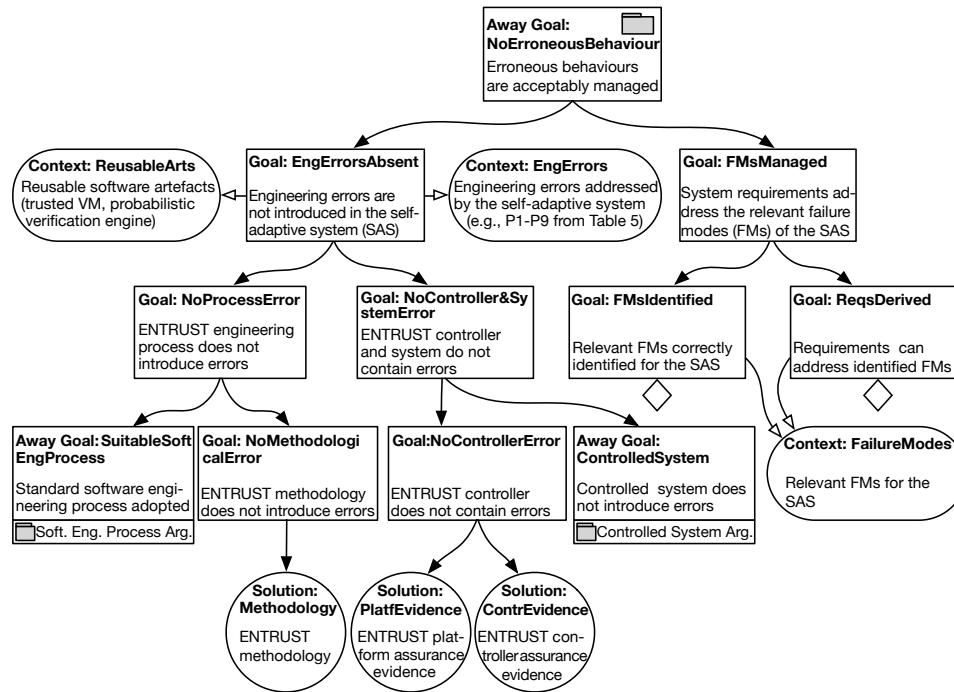 Away Goal:
NoErroneousBehaviour
Erroneous behaviours
are acceptably managed
Context: ReusableArts
Reusable software artefacts
(trusted VM, probabilistic
verification engine)
Goal: EngErrorsAbsent
Engineering errors are
not introduced in the self-
adaptive system (SAS)
Context: EngErrors
Engineering errors addressed
by the self-adaptive system
(e.g., P1-P9 from Table 5)
Goal: FMsManaged
System requirements ad-
dress the relevant failure
modes (FMs) of the SAS
Goal: NoProcessError
ENTRUST engineering
process does not
introduce errors
Goal: NoController&Sy
stemError
ENTRUST controller
and system do not
contain errors
Goal: FMsIdentified
Relevant FMs correctly
identified for the SAS
Goal: ReqsDerived
Requirements can
address identified FMs
Away Goal:SuitableSoft
EngProcess
Standard software engi-
neering process adopted
Soft. Eng. Process Arg.
Goal: NoMethodologi
calError
ENTRUST methodology
does not introduce errors
Goal:NoControllerError
ENTRUST controller
does not contain errors
Away Goal:
ControlledSystem
Controlled system does
not introduce errors
Controlled System Arg.
Context: FailureModes
Relevant FMs for the
SAS
Solution:
Methodology
ENTRUST
methodology
Solution:
PlatfEvidence
ENTRUST plat-
form assurance
evidence
Solution:
ContrEvidence
ENTRUST con-
troller assurance
evidence